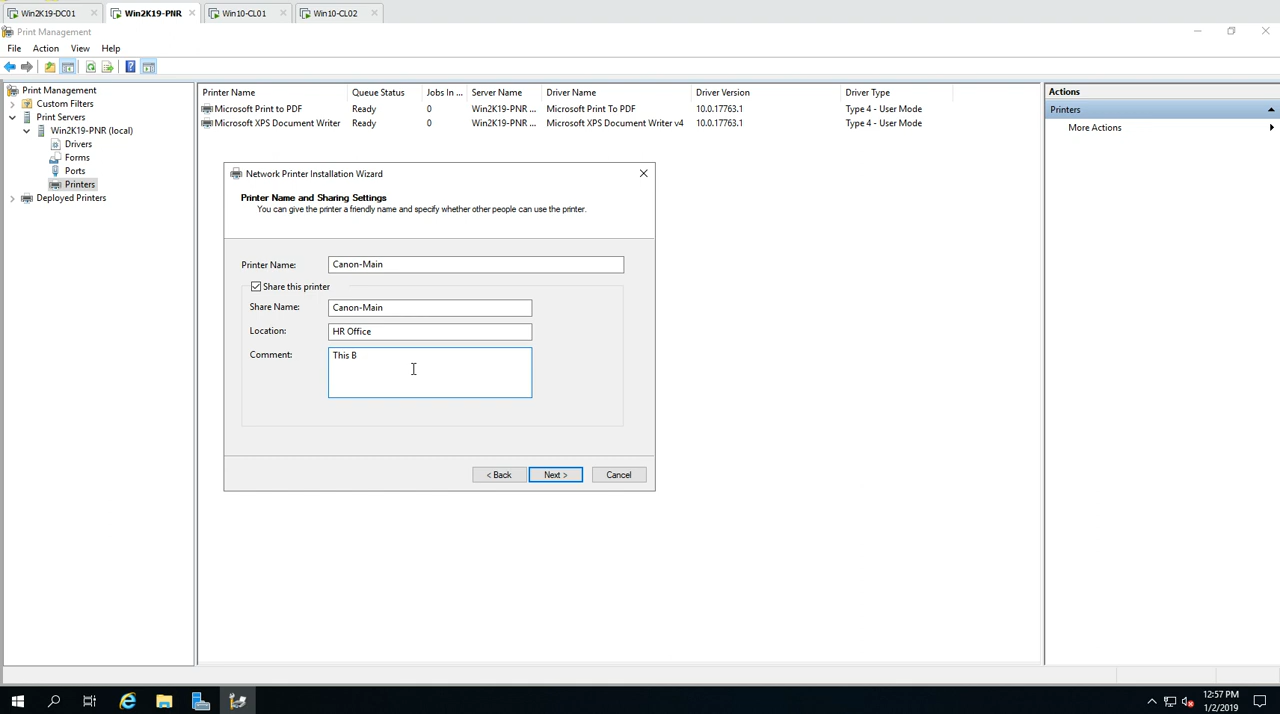 Win2K19-DC01 Win2K19-PNR Win10-CL01 Win10-CL02
Print Management
File Action View Help
Print Management
Custom Filters
Print Servers
Win2K19-PNR (local)
Drivers
Forms
Ports
Printers
Deployed Printers
Printer Name Queue Status Jobs In ... Server Name Driver Name Driver Version Driver Type
Microsoft Print to PDF Ready 0 Win2K19-PNR ... Microsoft Print To PDF 10.0.17763.1 Type 4 - User Mode
Microsoft XPS Document Writer Ready 0 Win2K19-PNR ... Microsoft XPS Document Writer v4 10.0.17763.1 Type 4 - User Mode
Network Printer Installation Wizard
Printer Name and Sharing Settings
You can give the printer a friendly name and specify whether other people can use the printer.
Printer Name: Canon-Main
Share this printer
Share Name: Canon-Main
Location: HR Office
Comment: This B
< Back Next > Cancel
Actions
Printers
More Actions
12:57 PM
1/2/2019